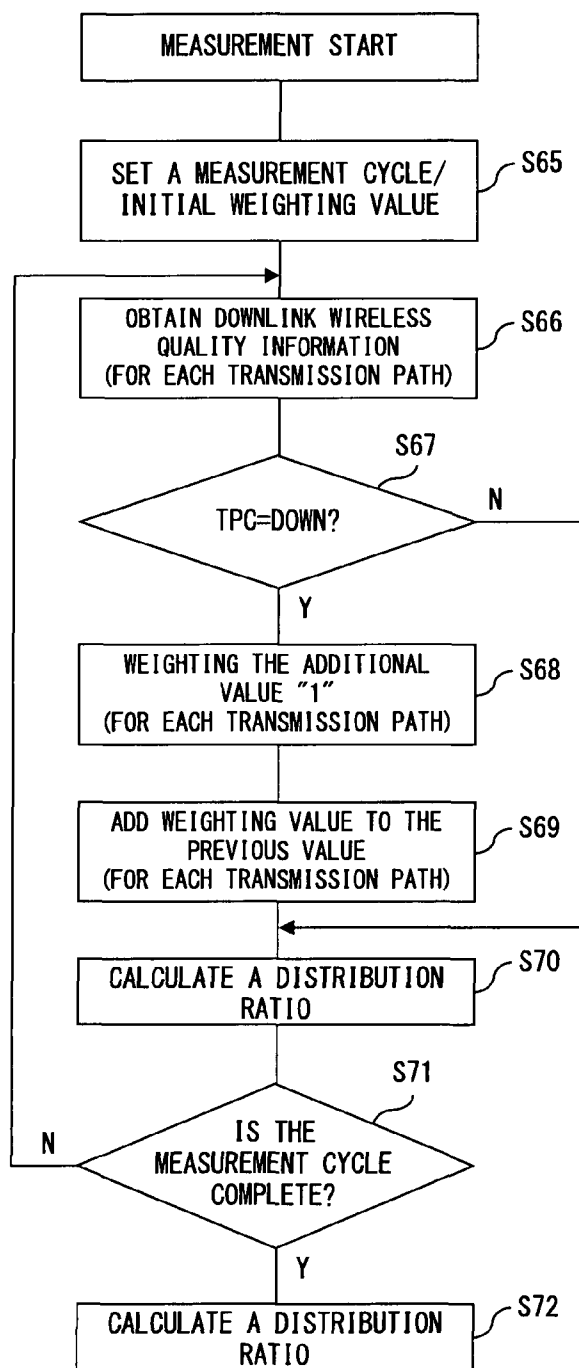 MEASUREMENT START
SET A MEASUREMENT CYCLE/
INITIAL WEIGHTING VALUE
S65
OBTAIN DOWNLINK WIRELESS
QUALITY INFORMATION
(FOR EACH TRANSMISSION PATH)
S66
S67
TPC=DOWN?
N
Y
WEIGHTING THE ADDITIONAL
VALUE "1"
(FOR EACH TRANSMISSION PATH)
S68
ADD WEIGHTING VALUE TO THE
PREVIOUS VALUE
(FOR EACH TRANSMISSION PATH)
S69
CALCULATE A DISTRIBUTION
RATIO
S70
S71
IS THE
MEASUREMENT CYCLE
COMPLETE?
N
Y
CALCULATE A DISTRIBUTION
RATIO
S72